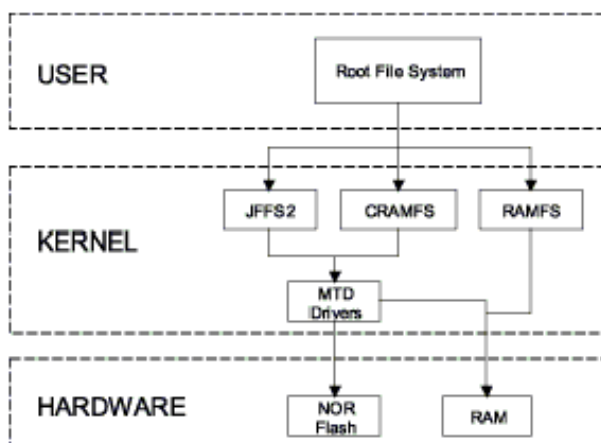 USER
Root File System
JFFS2
CRAMFS
RAMFS
KERNEL
MTD
Drivers
HARDWARE
NOR
Flash
RAM